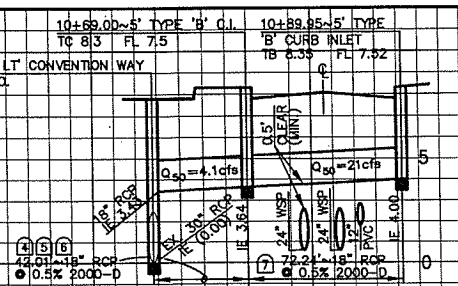 10+69.00~5' TYPE 'B' C.I.
TC 8.3 FL 7.5
10+89.95~5' TYPE
'B' CURB INLET
TB 8.35 FL 7.52
LT' CONVENTION WAY
0.5'
CLEAR
(MIN.)
5
Q50=4.1cfs
Q50=21cfs
18" RCP
IE 3.43
EX 30" RCP
IE (0.00)
IE 3.64
24" WSP
24" WSP
12" PVC
IE 4.00
4 5 6
42.01~18" RCP
@ 0.5% 2000-D
7 72.24'~18" RCP
@ 0.5% 2000-D
0